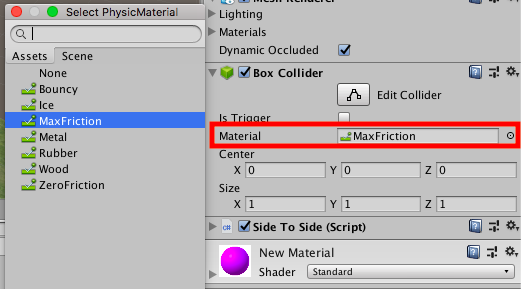 Select PhysicMaterial
Assets Scene
None
Bouncy
Ice
MaxFriction
Metal
Rubber
Wood
ZeroFriction
Mesh Renderer
Lighting
Materials
Dynamic Occluded
Box Collider
Edit Collider
Is Trigger
Material MaxFriction
Center
X 0 Y 0 Z 0
Size
X 1 Y 1 Z 1
C# Side To Side (Script)
New Material
Shader Standard